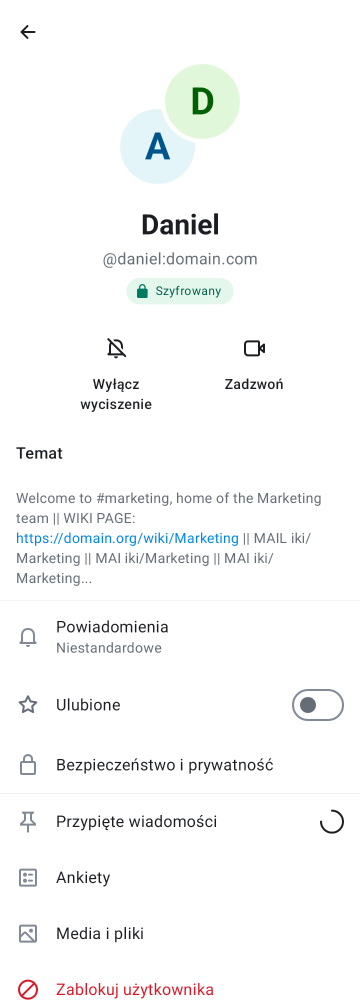 D
A
Daniel
@daniel:domain.com
Szyfrowany
Wyłącz
wyciszenie
Zadzwoń
Temat
Welcome to #marketing, home of the Marketing
team || WIKI PAGE:
https://domain.org/wiki/Marketing || MAIL iki/
Marketing || MAI iki/Marketing || MAI iki/
Marketing...
Powiadomienia
Niestandardowe
Ulubione
Bezpieczeństwo i prywatność
Przypięte wiadomości
Ankiety
Media i pliki
Zablokuj użytkownika